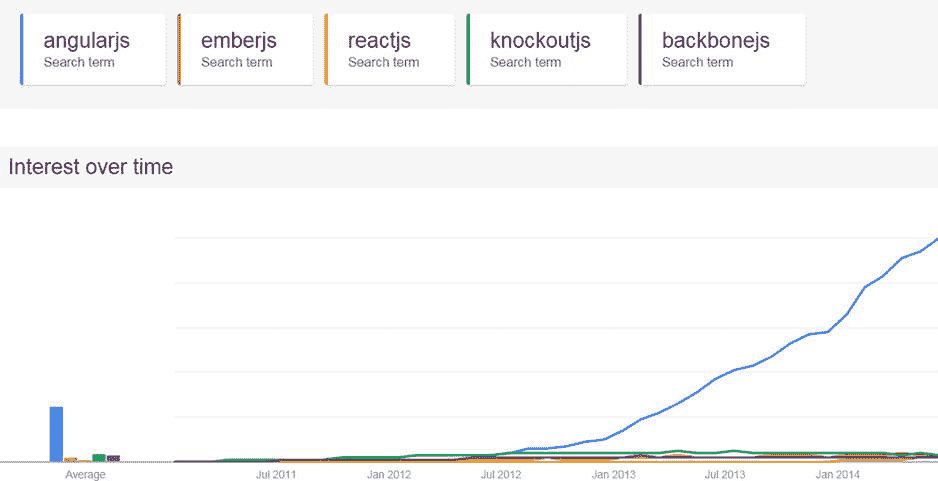 angularjs emberjs reactjs knockoutjs backbonejs
Search term Search term Search term Search term Search term
Interest over time
Average Jul 2011 Jan 2012 Jul 2012 Jan 2013 Jul 2013 Jan 2014